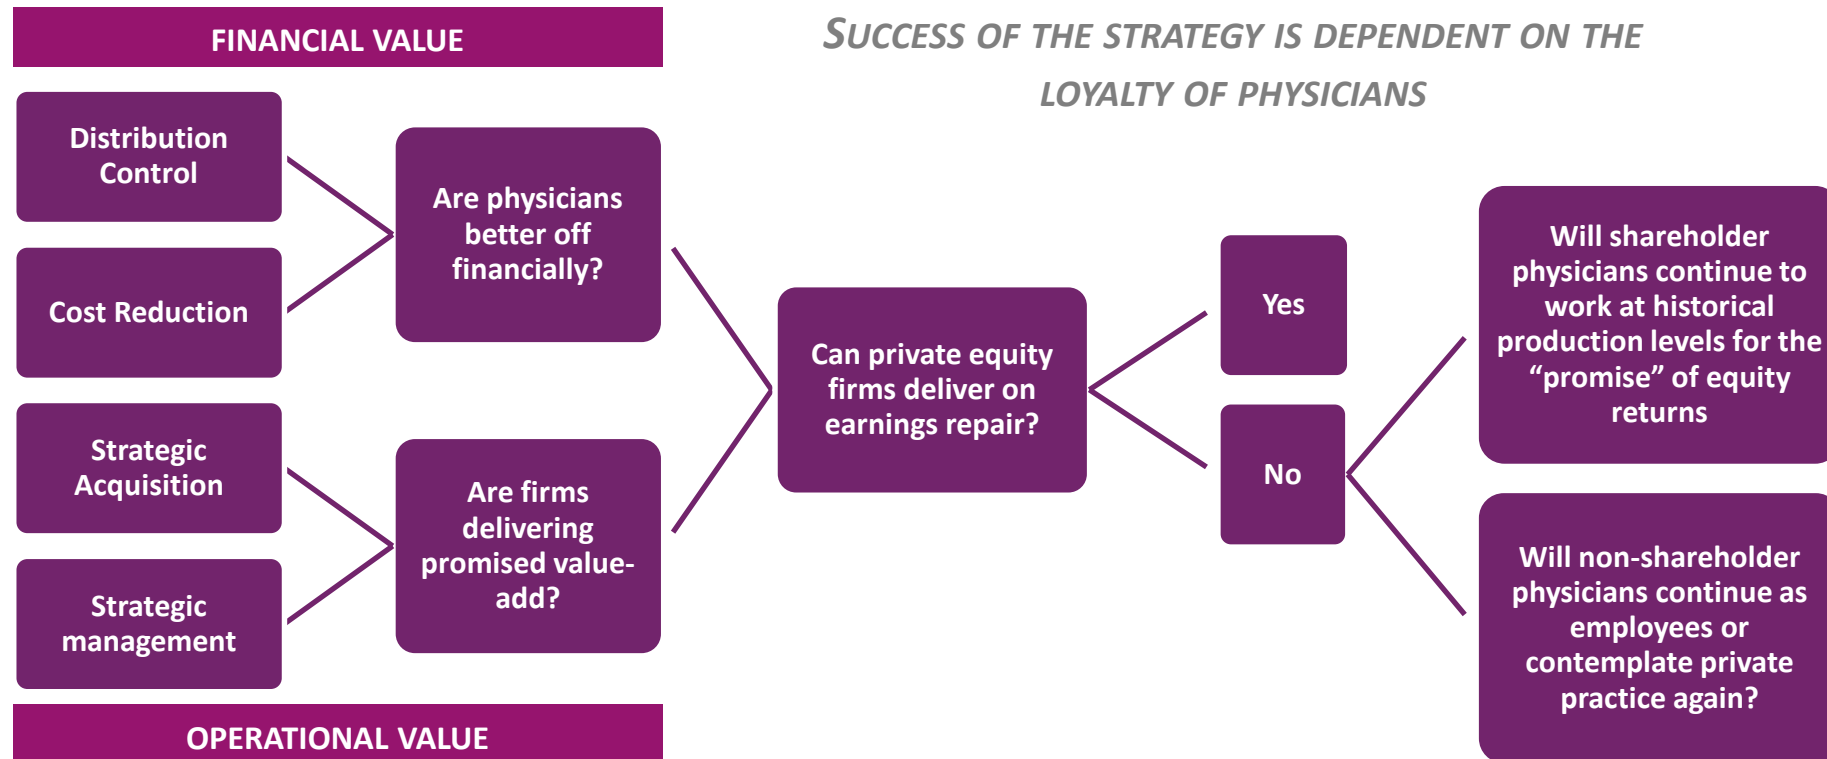 FINANCIAL VALUE
SUCCESS OF THE STRATEGY IS DEPENDENT ON THE
LOYALTY OF PHYSICIANS
Distribution
Control
Cost Reduction
Strategic
Acquisition
Strategic
management
OPERATIONAL VALUE
Are physicians
better off
financially?
Are firms
delivering
promised value-
add?
Can private equity
firms deliver on
earnings repair?
Yes
No
Will shareholder
physicians continue to
work at historical
production levels for the
“promise” of equity
returns
Will non-shareholder
physicians continue as
employees or
contemplate private
practice again?